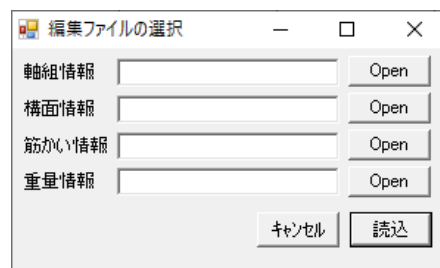 編集ファイルの選択
軸組情報 Open
構面情報 Open
筋かい情報 Open
重量情報 Open
キャンセル 読込